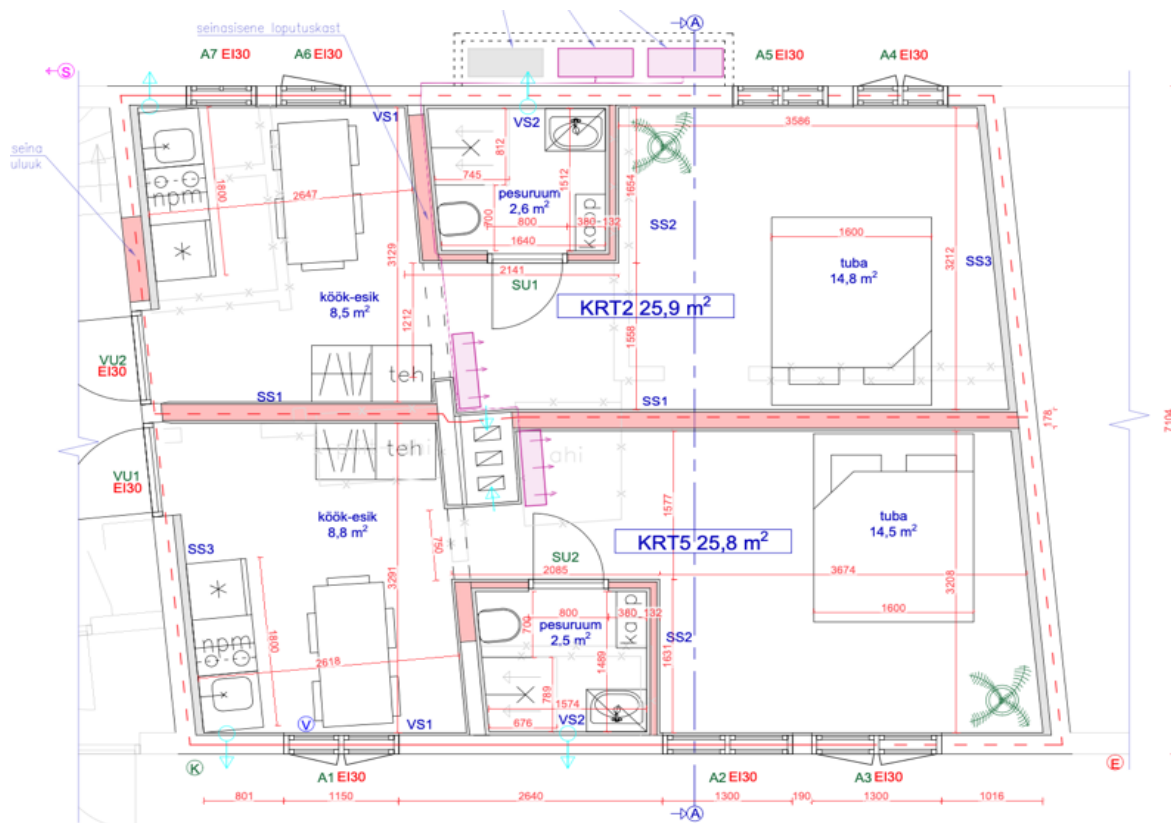 seinasisene loputuskast
A
A7 EI30
A6 EI30
A5 EI30
A4 EI30
S
VS1
VS2
3586
seina
uluuk
812
745
1512
1654
npm
1800
2647
pesuruum
2,6 m²
700
800
380
132
kapp
1640
SS2
1600
3212
SS3
tuba
14,8 m²
3129
2141
SU1
köök-esik
8,5 m²
1212
KRT2 25,9 m²
1558
VU2
EI30
teh
SS1
SS1
178
7104
VU1
EI30
teh
ahi
1577
köök-esik
8,8 m²
750
KRT5 25,8 m²
tuba
14,5 m²
SS3
SU2
2085
3674
3291
3208
1600
npm
1800
700
800
380
132
kapp
pesuruum
2,5 m²
SS2
1631
1489
2618
789
1574
676
VS2
VS1
V
K
E
A1 EI30
A2 EI30
A3 EI30
801
1150
2640
1300
190
1300
1016
A